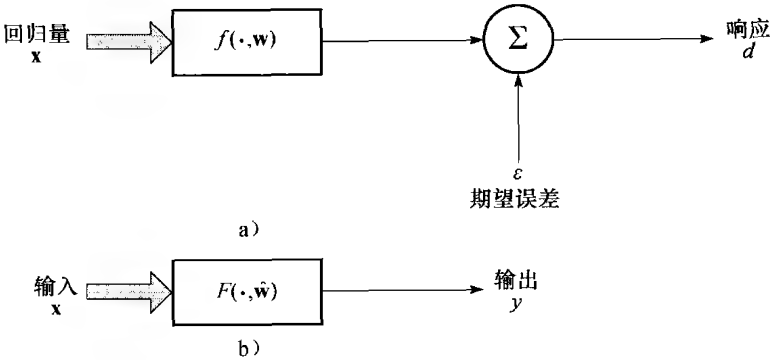 回归量
x
f(·,w)
Σ
响应
d
ε
期望误差
a)
输入
x
F(·,ŵ)
输出
y
b)